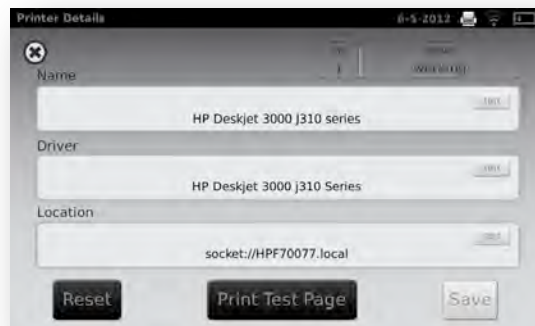 Printer Details
6-5-2012
Name
HP Deskjet 3000 J310 series
Driver
HP Deskjet 3000 j310 Series
Location
socket://HPF70077.local
Reset
Print Test Page
Save